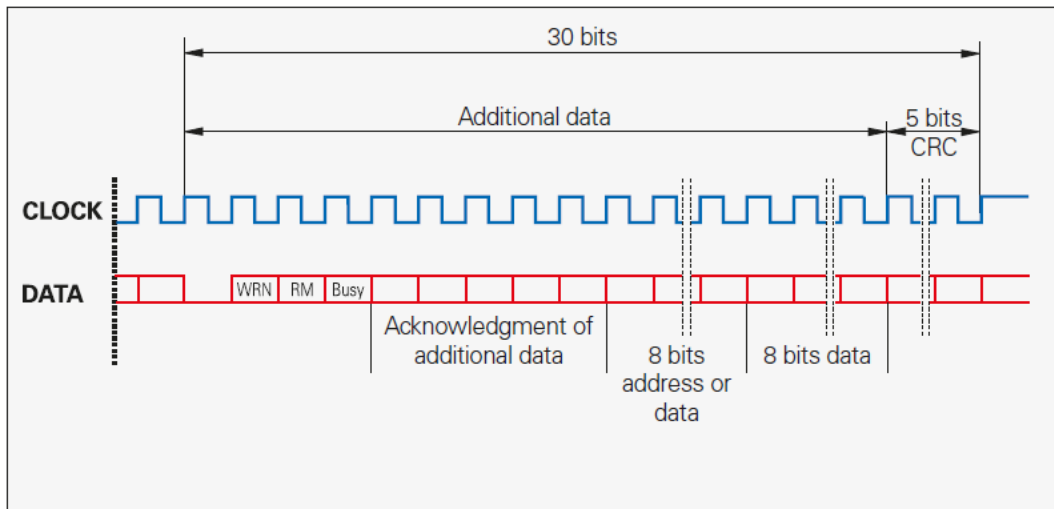 30 bits
Additional data
5 bits
CRC
CLOCK
DATA
WRN
RM
Busy
Acknowledgment of
additional data
8 bits
address or
data
8 bits data